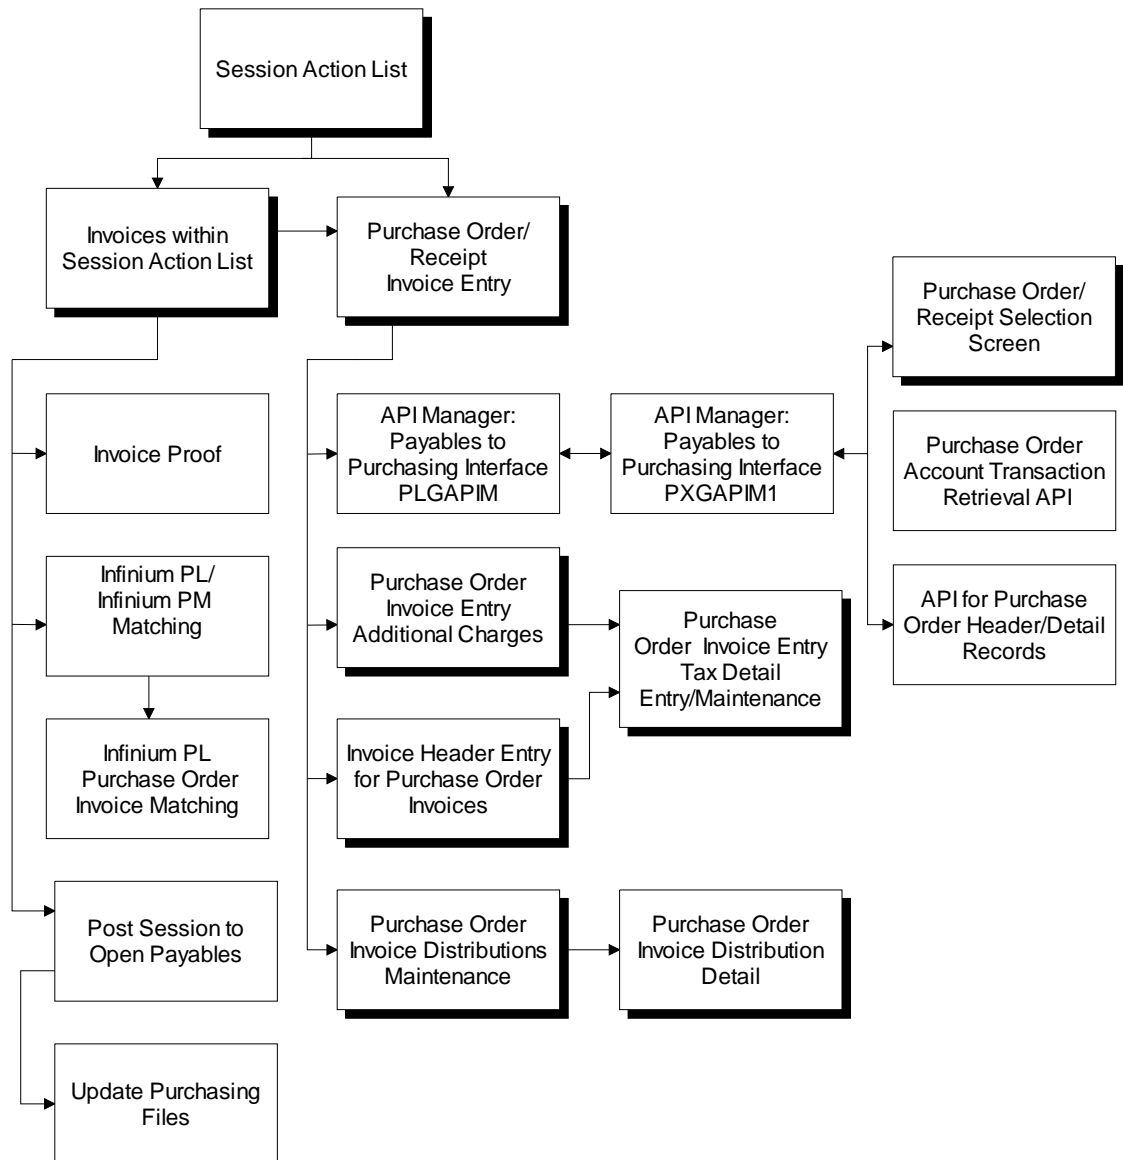 Session Action List
Invoices within
Session Action List
Purchase Order/
Receipt
Invoice Entry
Purchase Order/
Receipt Selection
Screen
Invoice Proof
API Manager:
Payables to
Purchasing Interface
PLGAPIM
API Manager:
Payables to
Purchasing Interface
PXGAPIM1
Purchase Order
Account Transaction
Retrieval API
Infinium PL/
Infinium PM
Matching
Purchase Order
Invoice Entry
Additional Charges
Purchase
Order Invoice Entry
Tax Detail
Entry/Maintenance
API for Purchase
Order Header/Detail
Records
Infinium PL
Purchase Order
Invoice Matching
Invoice Header Entry
for Purchase Order
Invoices
Post Session to
Open Payables
Purchase Order
Invoice Distributions
Maintenance
Purchase Order
Invoice Distribution
Detail
Update Purchasing
Files